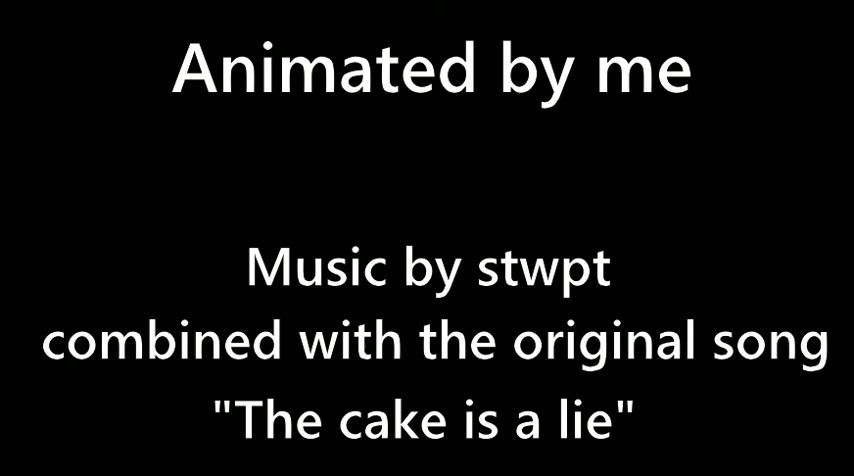 Animated by me
Music by stwpt
combined with the original song
"The cake is a lie"